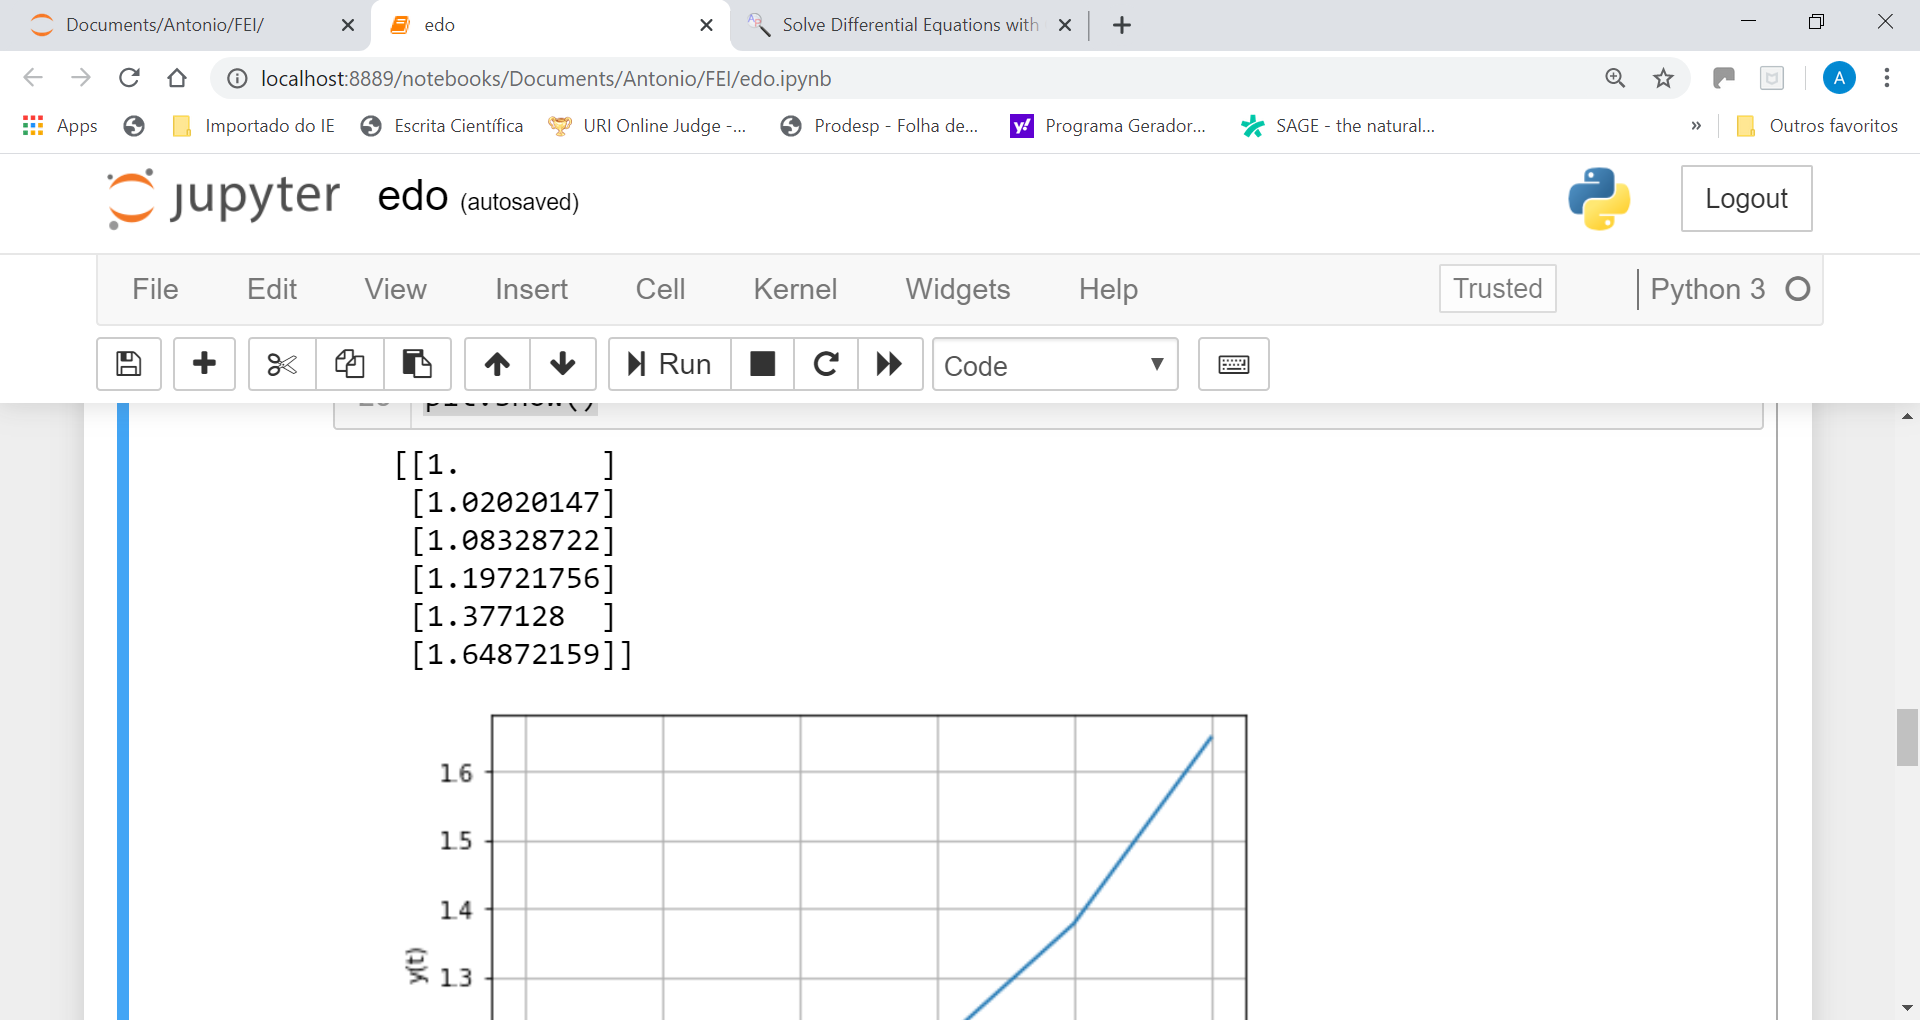 Documents/Antonio/FEI/
edo
Solve Differential Equations with
localhost:8889/notebooks/Documents/Antonio/FEI/edo.ipynb
A
Apps
Importado do IE
Escrita Científica
URI Online Judge -...
Prodesp - Folha de...
y!
Programa Gerador...
SAGE - the natural...
»
Outros favoritos
jupyter edo (autosaved)
Logout
File Edit View Insert Cell Kernel Widgets Help
Trusted
Python 3
Run
Code
plt.show()
[[1.        ]
[1.02020147]
[1.08328722]
[1.19721756]
[1.377128  ]
[1.64872159]]
1.6
1.5
1.4
1.3
y(t)